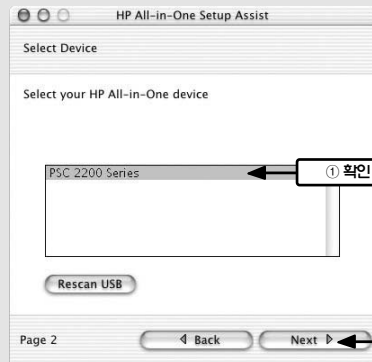 HP All-in-One Setup Assist
Select Device
Select your HP All-in-One device
PSC 2200 Series
① 확인
Rescan USB
Page 2
Back
Next